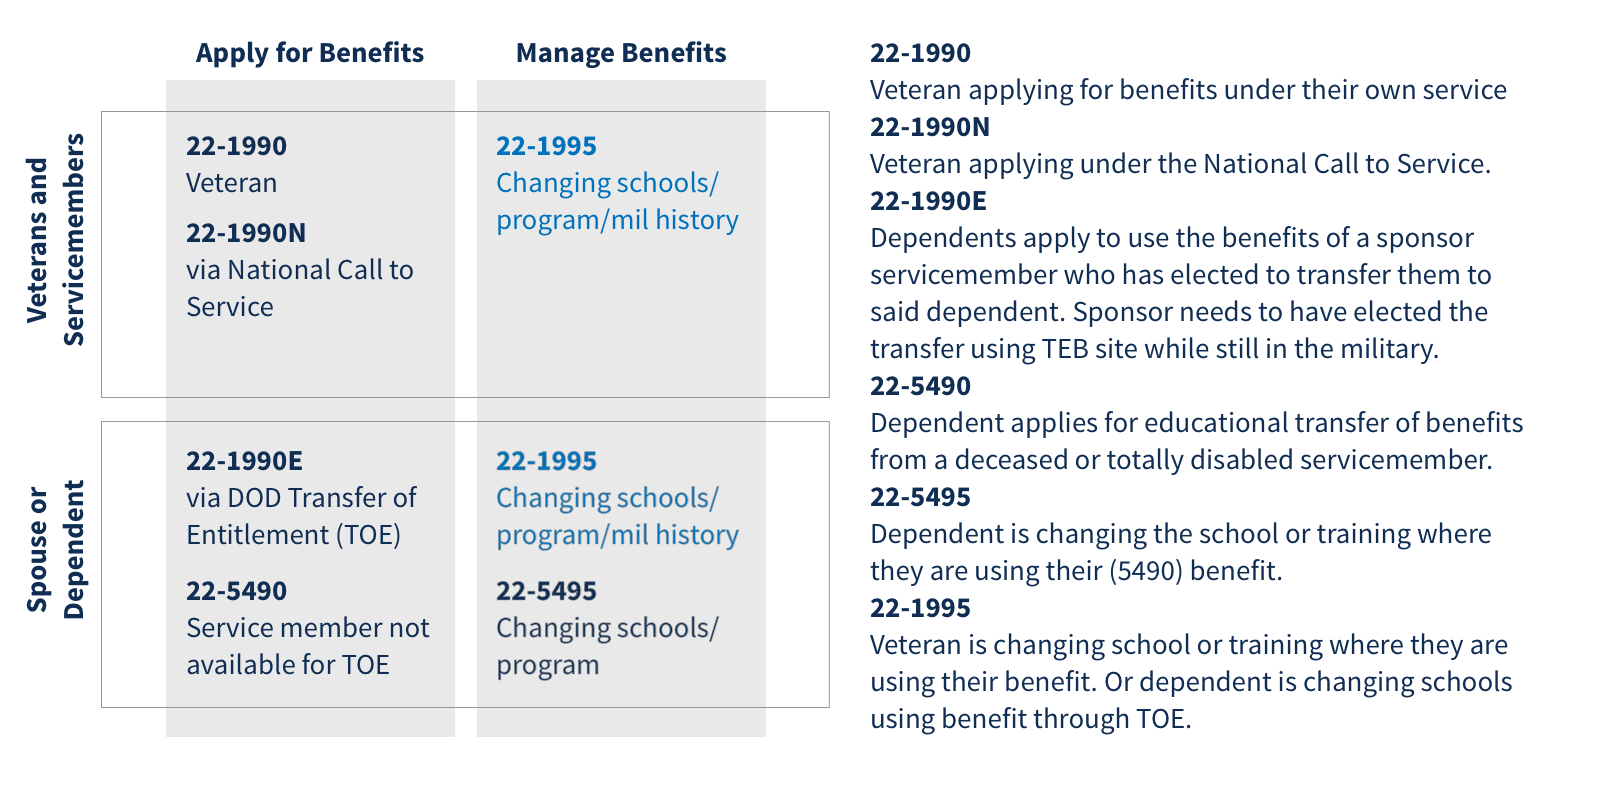 Apply for Benefits
Manage Benefits
Veterans and
Servicemembers
22-1990
Veteran
22-1990N
via National Call to
Service
22-1995
Changing schools/
program/mil history
Spouse or
Dependent
22-1990E
via DOD Transfer of
Entitlement (TOE)
22-5490
Service member not
available for TOE
22-1995
Changing schools/
program/mil history
22-5495
Changing schools/
program
22-1990
Veteran applying for benefits under their own service
22-1990N
Veteran applying under the National Call to Service.
22-1990E
Dependents apply to use the benefits of a sponsor
servicemember who has elected to transfer them to
said dependent. Sponsor needs to have elected the
transfer using TEB site while still in the military.
22-5490
Dependent applies for educational transfer of benefits
from a deceased or totally disabled servicemember.
22-5495
Dependent is changing the school or training where
they are using their (5490) benefit.
22-1995
Veteran is changing school or training where they are
using their benefit. Or dependent is changing schools
using benefit through TOE.